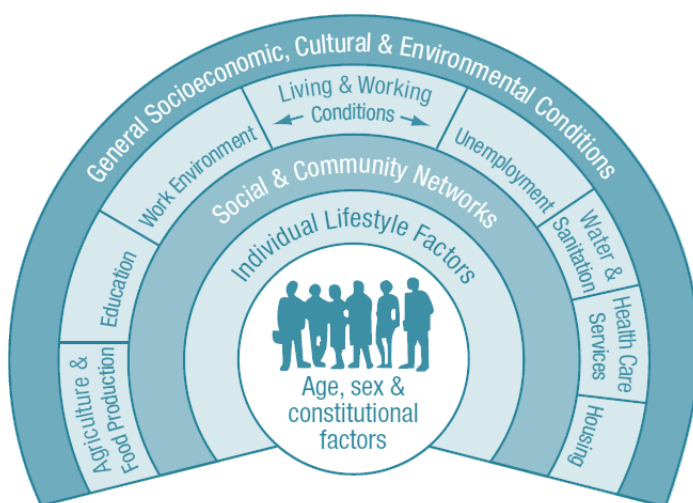 General Socioeconomic, Cultural & Environmental Conditions
Living & Working
Conditions
Agriculture &
Food Production
Education
Work Environment
Unemployment
Water &
Sanitation
Health Care
Services
Housing
Social & Community Networks
Individual Lifestyle Factors
Age, sex &
constitutional
factors